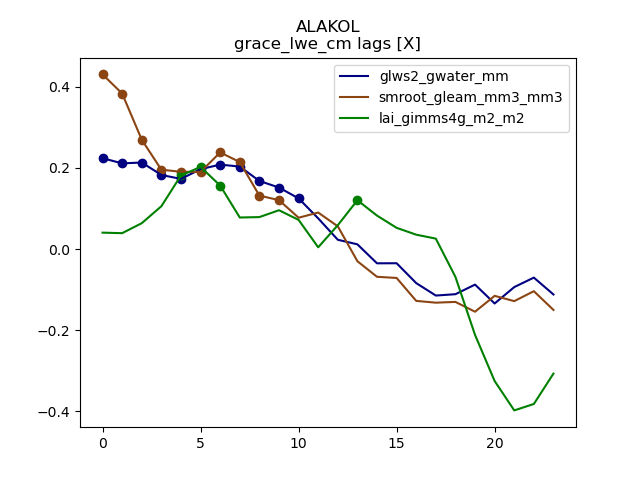 ALAKOL
grace_lwe_cm lags [X]
glws2_gwater_mm
smroot_gleam_mm3_mm3
lai_gimms4g_m2_m2
0.4
0.2
0.0
−0.2
−0.4
0 5 10 15 20